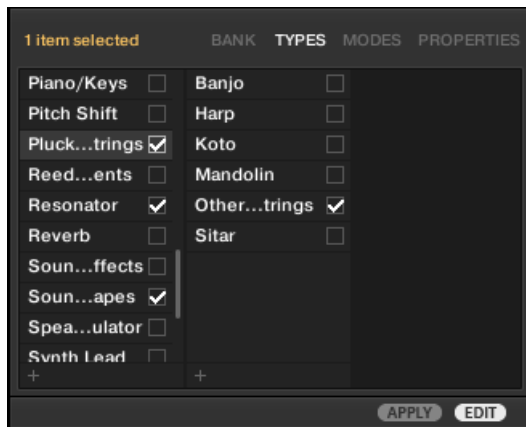 1 item selected BANK TYPES MODES PROPERTIES
Piano/Keys Banjo
Pitch Shift Harp
Pluck...trings Koto
Reed...ents Mandolin
Resonator Other...trings
Reverb Sitar
Soun...ffects
Soun...apes
Spea...ulator
Synth Lead
+ +
APPLY EDIT